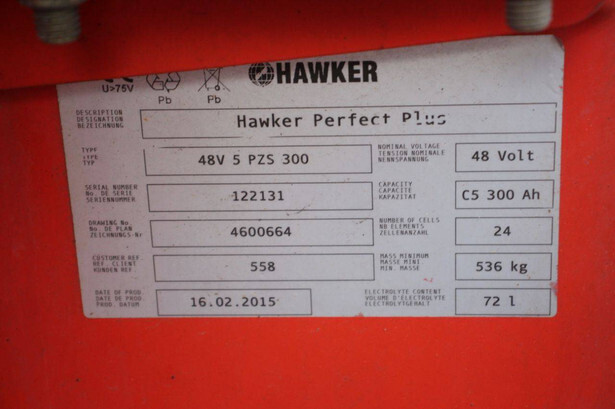 HAWKER
U>75V Pb Pb
DESCRIPTION
DESIGNATION
BEZEICHNUNG
Hawker Perfect Plus
TYPE
TYPE
TYP
48V 5 PZS 300
NOMINAL VOLTAGE
TENSION NOMINALE
NENNSPANNUNG
48 Volt
SERIAL NUMBER
No. DE SERIE
SERIENNUMMER
122131
CAPACITY
CAPACITE
KAPAZITAT
C5 300 Ah
DRAWING No.
No. DE PLAN
ZEICHNUNGS-Nr
4600664
NUMBER OF CELLS
NB ELEMENTS
ZELLENANZAHL
24
CUSTOMER REF
REF. CLIENT
KUNDEN REF.
558
MASS MINIMUM
MASSE MINI.
MIN. MASSE
536 kg
DATE OF PROD.
DATE DE PROD.
PROD. DATUM
16.02.2015
ELECTROLYTE CONTENT
VOLUME D'ELECTROLYTE
ELECTROLYTGEHALT
72 l